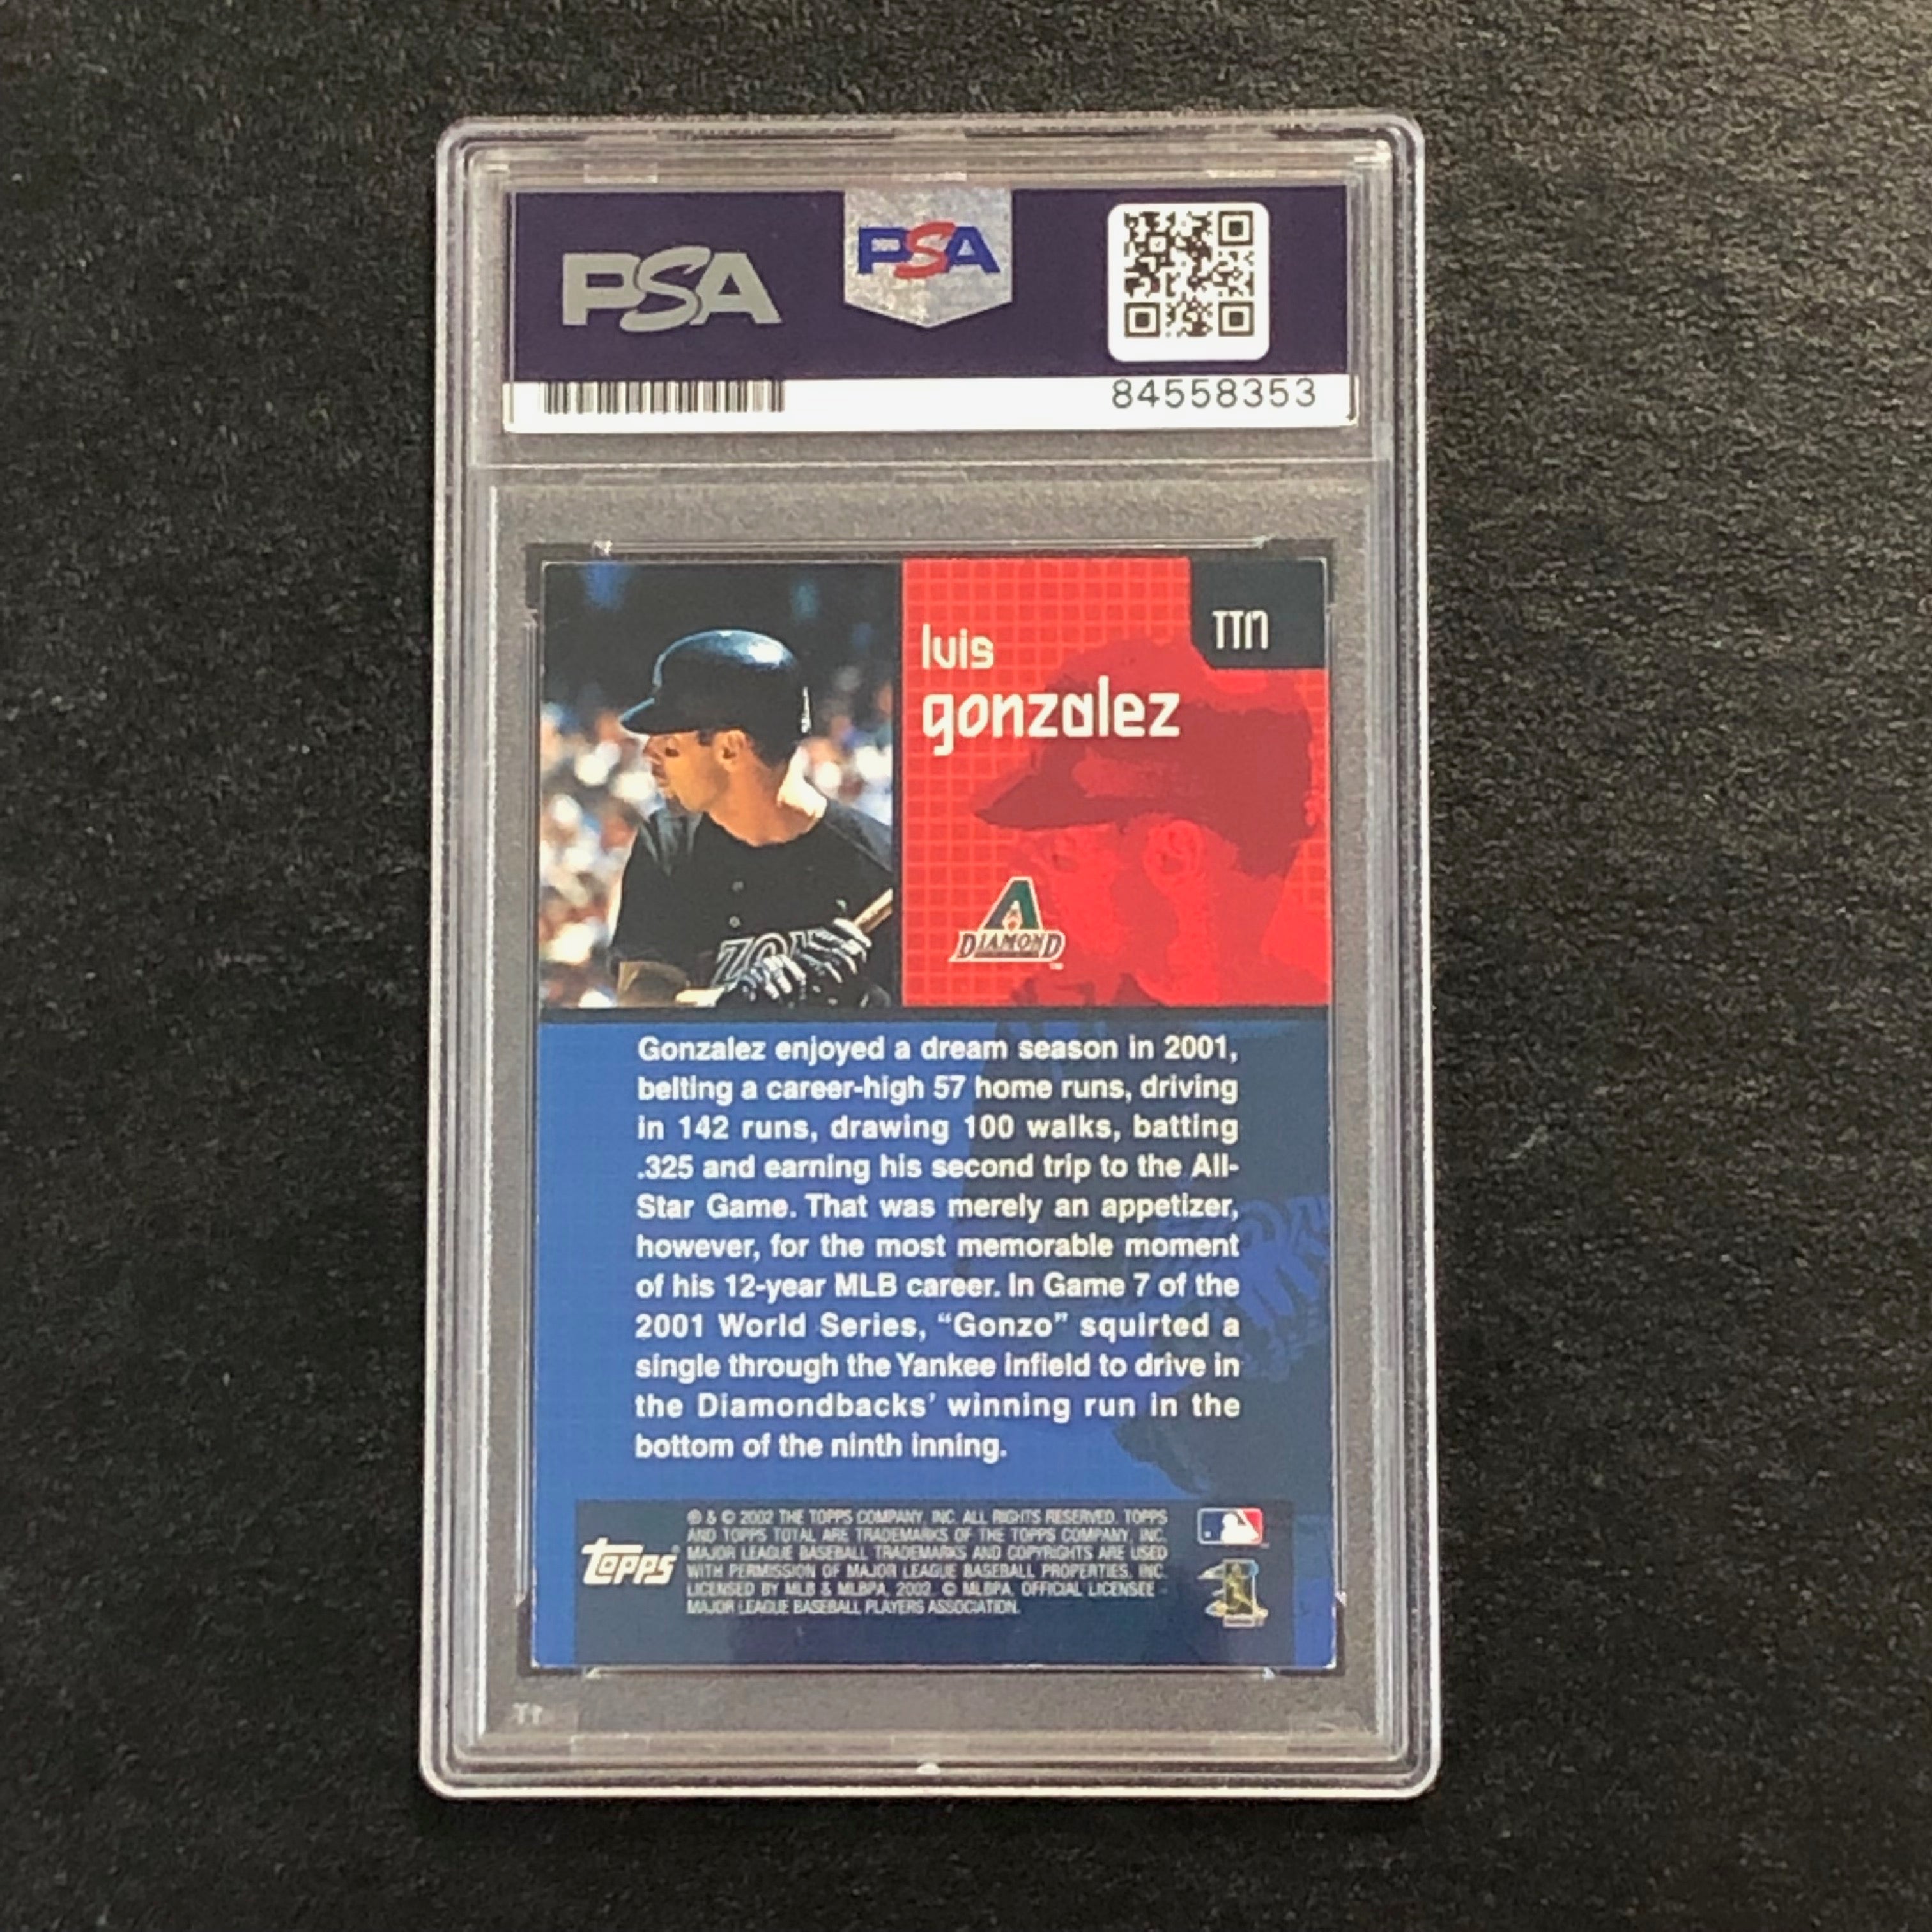 PSA
PSA
84558353
TT17
luis
gonzalez
A
DIAMOND
™
ZON
Gonzalez enjoyed a dream season in 2001,
belting a career-high 57 home runs, driving
in 142 runs, drawing 100 walks, batting
.325 and earning his second trip to the All-
Star Game. That was merely an appetizer,
however, for the most memorable moment
of his 12-year MLB career. In Game 7 of the
2001 World Series, “Gonzo” squirted a
single through the Yankee infield to drive in
the Diamondbacks’ winning run in the
bottom of the ninth inning.
topps®
® & © 2002 THE TOPPS COMPANY, INC. ALL RIGHTS RESERVED. TOPPS
AND TOPPS TOTAL ARE TRADEMARKS OF THE TOPPS COMPANY, INC.
MAJOR LEAGUE BASEBALL TRADEMARKS AND COPYRIGHTS ARE USED
WITH PERMISSION OF MAJOR LEAGUE BASEBALL PROPERTIES, INC.
LICENSED BY MLB & MLBPA, 2002. © MLBPA. OFFICIAL LICENSEE -
MAJOR LEAGUE BASEBALL PLAYERS ASSOCIATION.